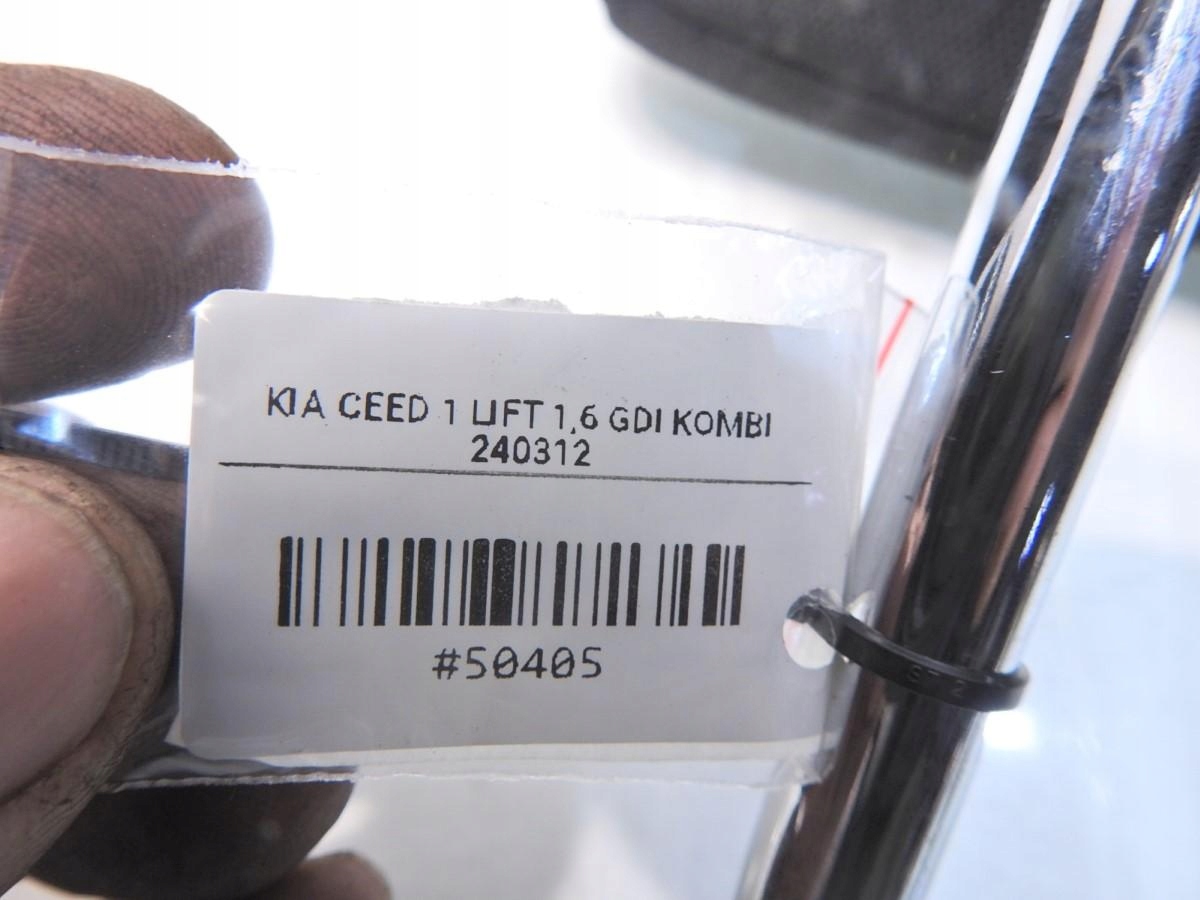 KIA CEED 1 LIFT 1,6 GDI KOMBI
240312
#50405